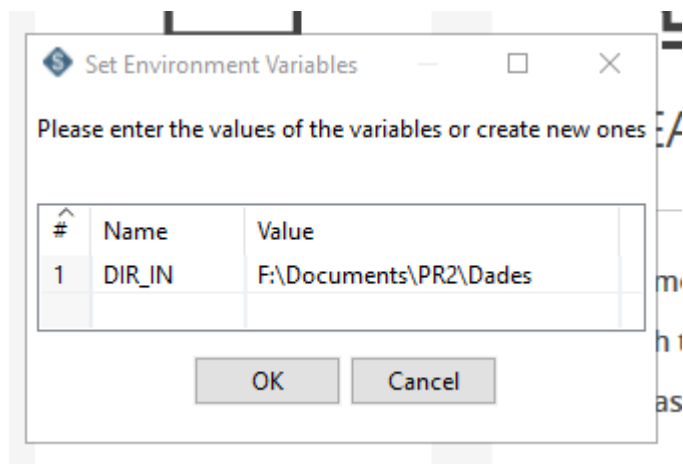 Set Environment Variables
Please enter the values of the variables or create new ones
# Name Value
1 DIR_IN F:\Documents\PR2\Dades
OK Cancel